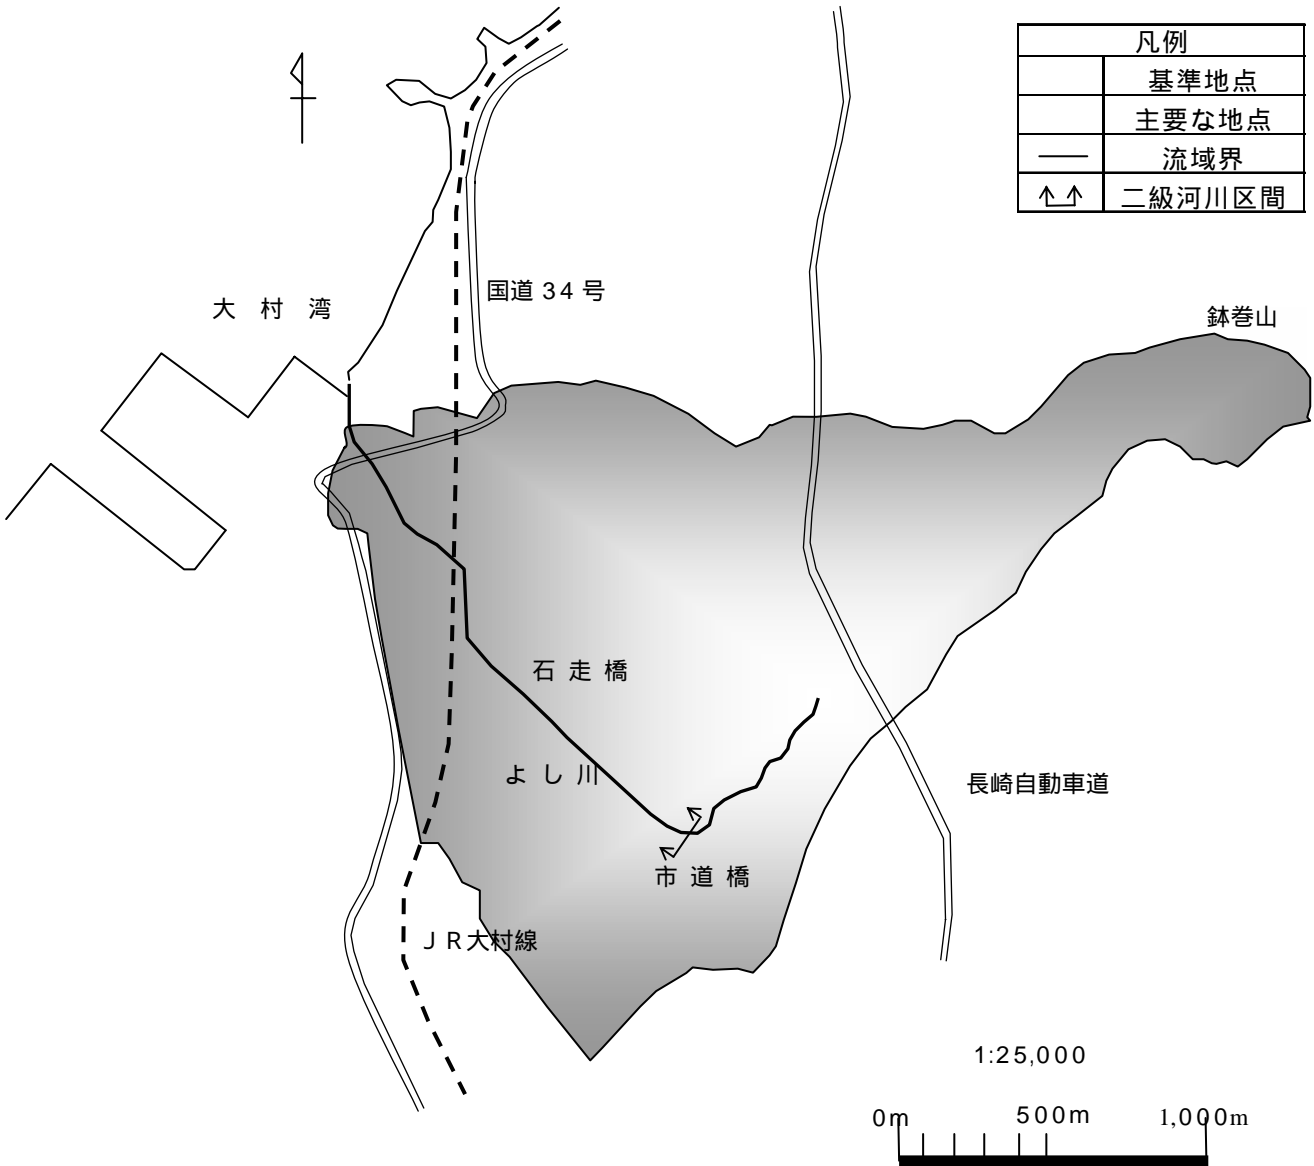 凡例
基準地点
主要な地点
流域界
二級河川区間
国道 34 号
大 村 湾
鉢巻山
石 走 橋
よ し 川
長崎自動車道
市 道 橋
ＪＲ大村線
1:25,000
0m 500m 1,000m